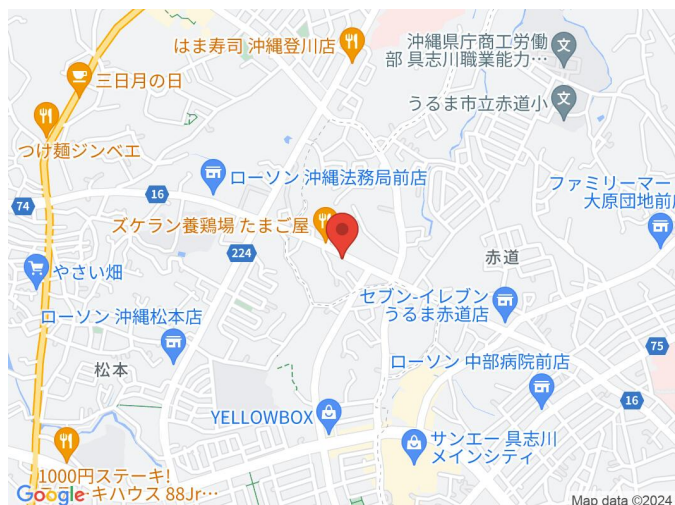 はま寿司 沖縄登川店
沖縄県庁商工労働
部 具志川職業能力…
三日月の日
うるま市立赤道小
つけ麺ジンベエ
ローソン 沖縄法務局前店
ファミリーマー
大原団地前店
74
16
ズケラン養鶏場 たまご屋
224
赤道
やさい畑
セブン-イレブン
うるま赤道店
ローソン 沖縄松本店
75
ローソン 中部病院前店
松本
16
YELLOWBOX
サンエー 具志川
メインシティ
1000円ステーキ!
キハウス 88Jr…
Google
Map data ©2024